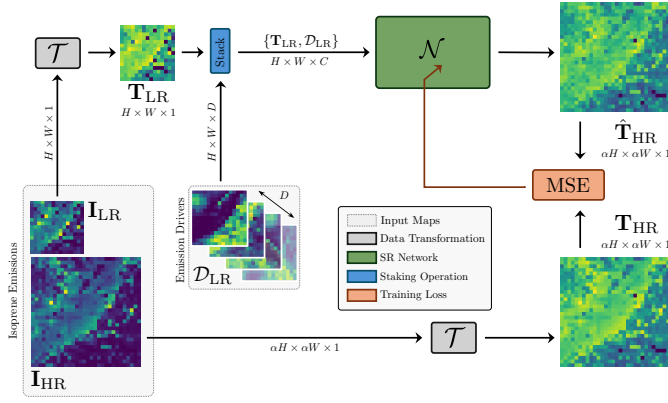 𝒯
H × W × 1
T_LR
H × W × 1
Stack
{T_LR, 𝒟_LR}
H × W × C
𝒩
T̂_HR
αH × αW × 1
MSE
T_HR
αH × αW × 1
H × W × D
Isoprene Emissions
I_LR
I_HR
Emission Drivers
D
𝒟_LR
Input Maps
Data Transformation
SR Network
Staking Operation
Training Loss
αH × αW × 1
𝒯